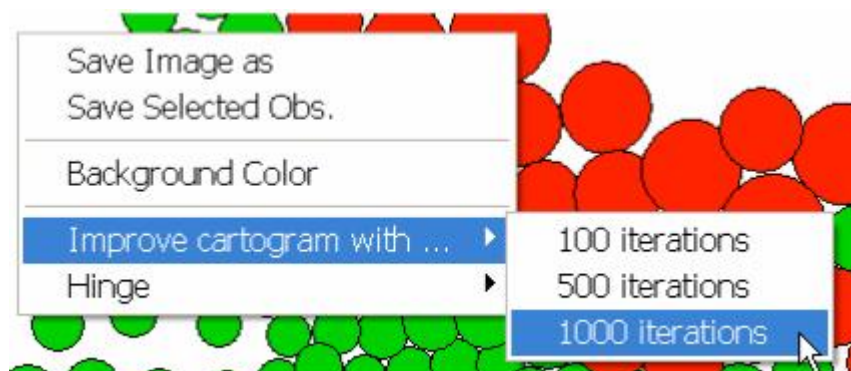 Save Image as
Save Selected Obs.
Background Color
Improve cartogram with ...
Hinge
100 iterations
500 iterations
1000 iterations